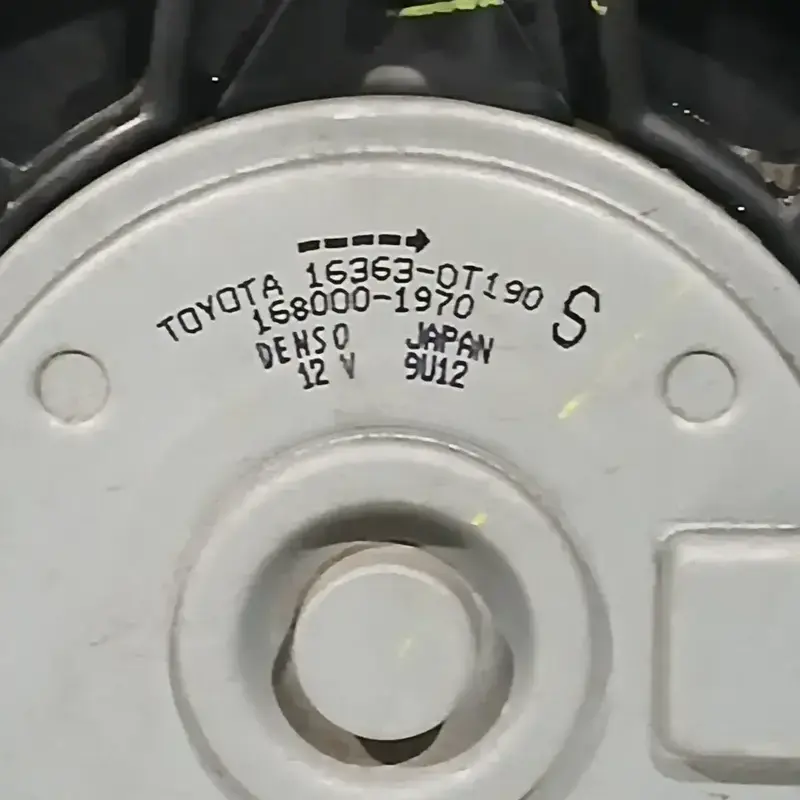 TOYOTA 16363-0T190 S
168000-1970
DENSO JAPAN
12 V 9U12